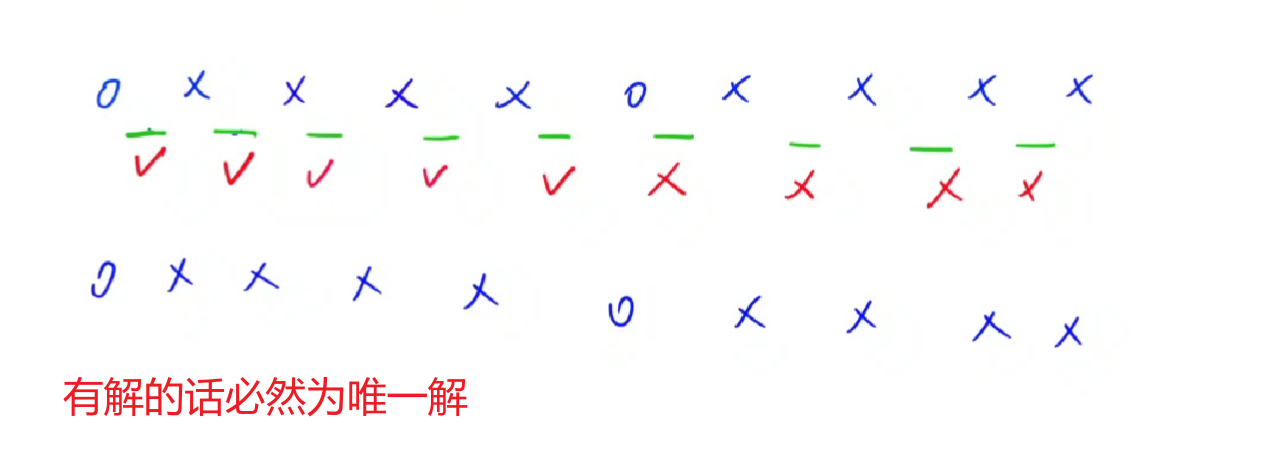 0 x x x x 0 x x x x
— — — — — — — — —
✓ ✓ ✓ ✓ ✓ x x x x
0 x x x x 0 x x x x
有解的话必然为唯一解